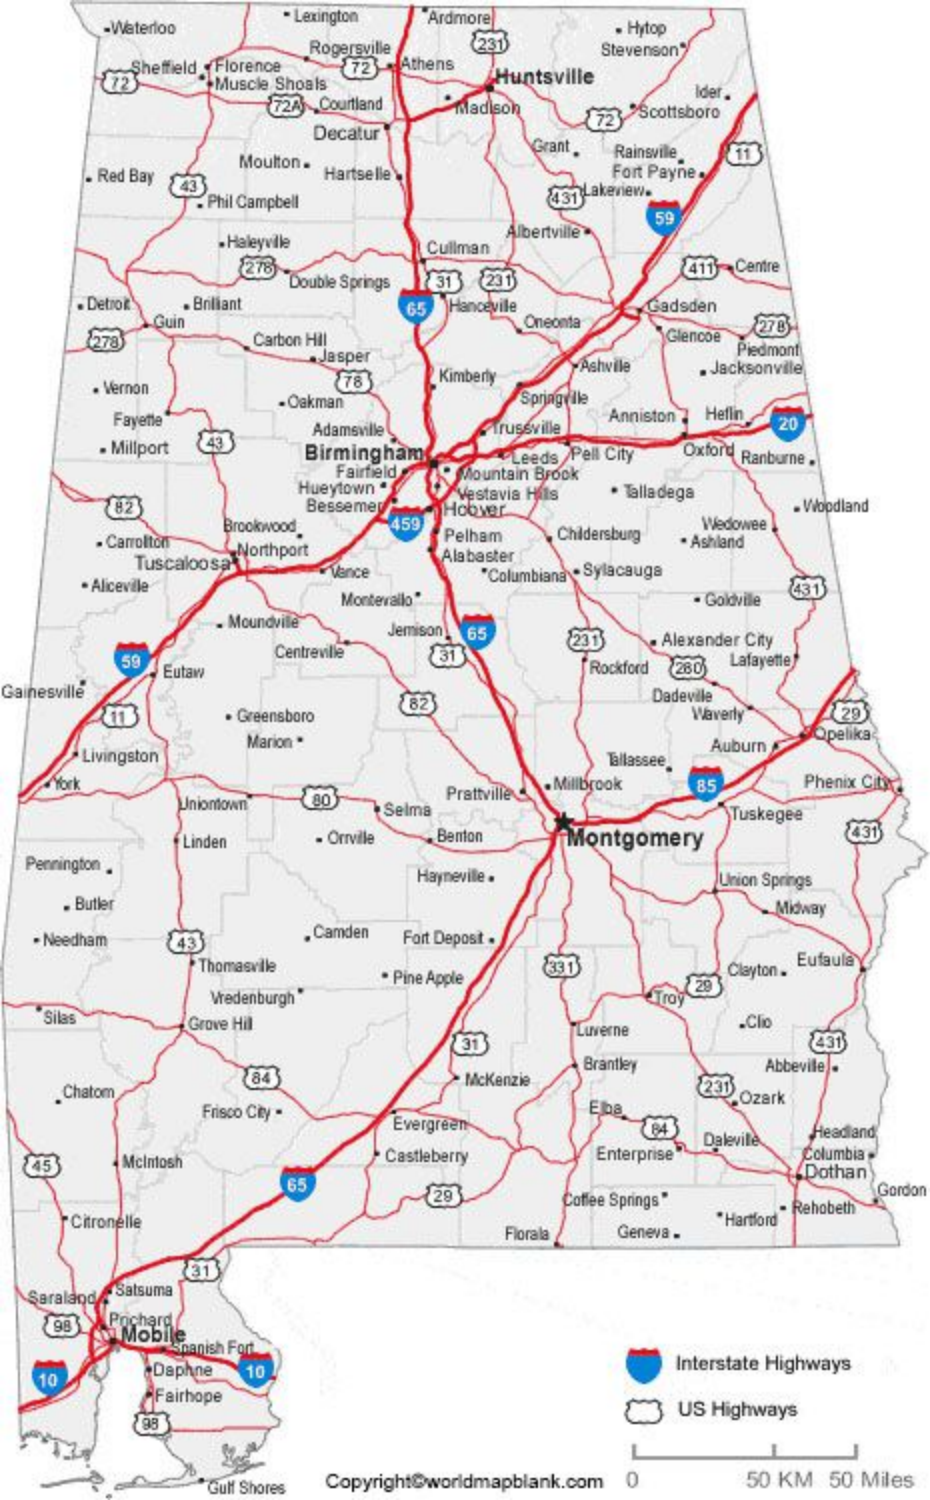 Lexington
Ardmore
Waterloo
Hytop
231
Stevenson
Rogersville
Sheffield
Florence
72
Athens
Huntsville
72
Muscle Shoals
Ider
72A
Courtland
Madison
Scottsboro
72
Decatur
Grant
Rainsville
11
Moulton
Hartselle
Fort Payne
Red Bay
43
Lakeview
431
Phil Campbell
59
Albertville
Haleyville
Cullman
278
Double Springs
31
231
411
Centre
65
Detroit
Brilliant
Hanceville
Gadsden
Guin
Oneonta
278
278
Carbon Hill
Glencoe
Piedmont
Jasper
Ashville
Jacksonville
78
Kimberly
Vernon
Springville
Oakman
Fayette
Anniston
Heflin
20
Adamsville
Trussville
43
Millport
Birmingham
Leeds
Pell City
Oxford
Ranburne
Fairfield
Mountain Brook
Hueytown
Vestavia Hills
Talladega
Bessemer
Hoover
82
Woodland
459
Brookwood
Wedowee
Carrollton
Pelham
Childersburg
Ashland
Northport
Alabaster
Tuscaloosa
Vance
Columbiana
Sylacauga
Aliceville
431
Montevallo
Goldville
Moundville
Jemison
65
Centreville
231
Alexander City
31
59
Rockford
280
Lafayette
Eutaw
Gainesville
Dadeville
82
11
Greensboro
Waverly
29
Marion
Opelika
Livingston
Auburn
Tallassee
York
Prattville
Millbrook
85
Phenix City
Uniontown
80
Selma
Tuskegee
Linden
Orrville
Benton
Montgomery
431
Pennington
Hayneville
Union Springs
Butler
Midway
Needham
43
Camden
Fort Deposit
Thomasville
331
Clayton
Eufaula
Pine Apple
29
Vredenburgh
Troy
Silas
Grove Hill
Luverne
Clio
31
431
Brantley
Abbeville
84
McKenzie
231
Chatom
Frisco City
Elba
Ozark
Evergreen
84
Daleville
Headland
45
McIntosh
Castleberry
Enterprise
Columbia
65
Dothan
29
Coffee Springs
Gordon
Citronelle
Hartford
Rehobeth
Florala
Geneva
31
Satsuma
Saraland
98
Prichard
Mobile
Spanish Fort
10
Daphne
10
Fairhope
98
Gulf Shores
Interstate Highways
US Highways
Copyright©worldmapblank.com
0 50 KM 50 Miles